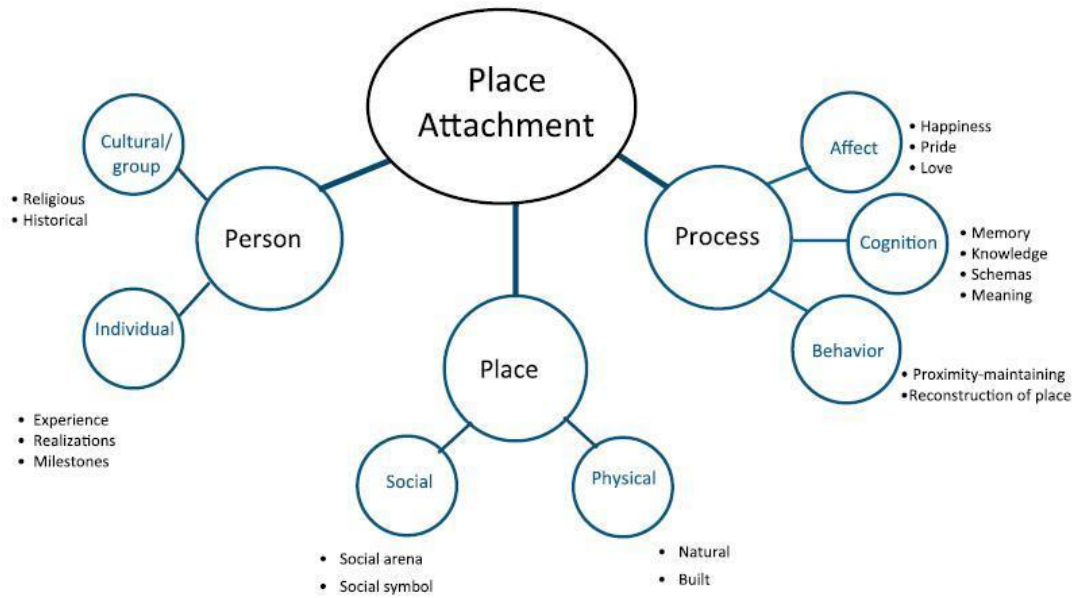 Place
Attachment
Cultural/
group
• Religious
• Historical
Person
Individual
• Experience
• Realizations
• Milestones
Place
Social
• Social arena
• Social symbol
Physical
• Natural
• Built
Process
Affect
• Happiness
• Pride
• Love
Cognition
• Memory
• Knowledge
• Schemas
• Meaning
Behavior
• Proximity-maintaining
•Reconstruction of place